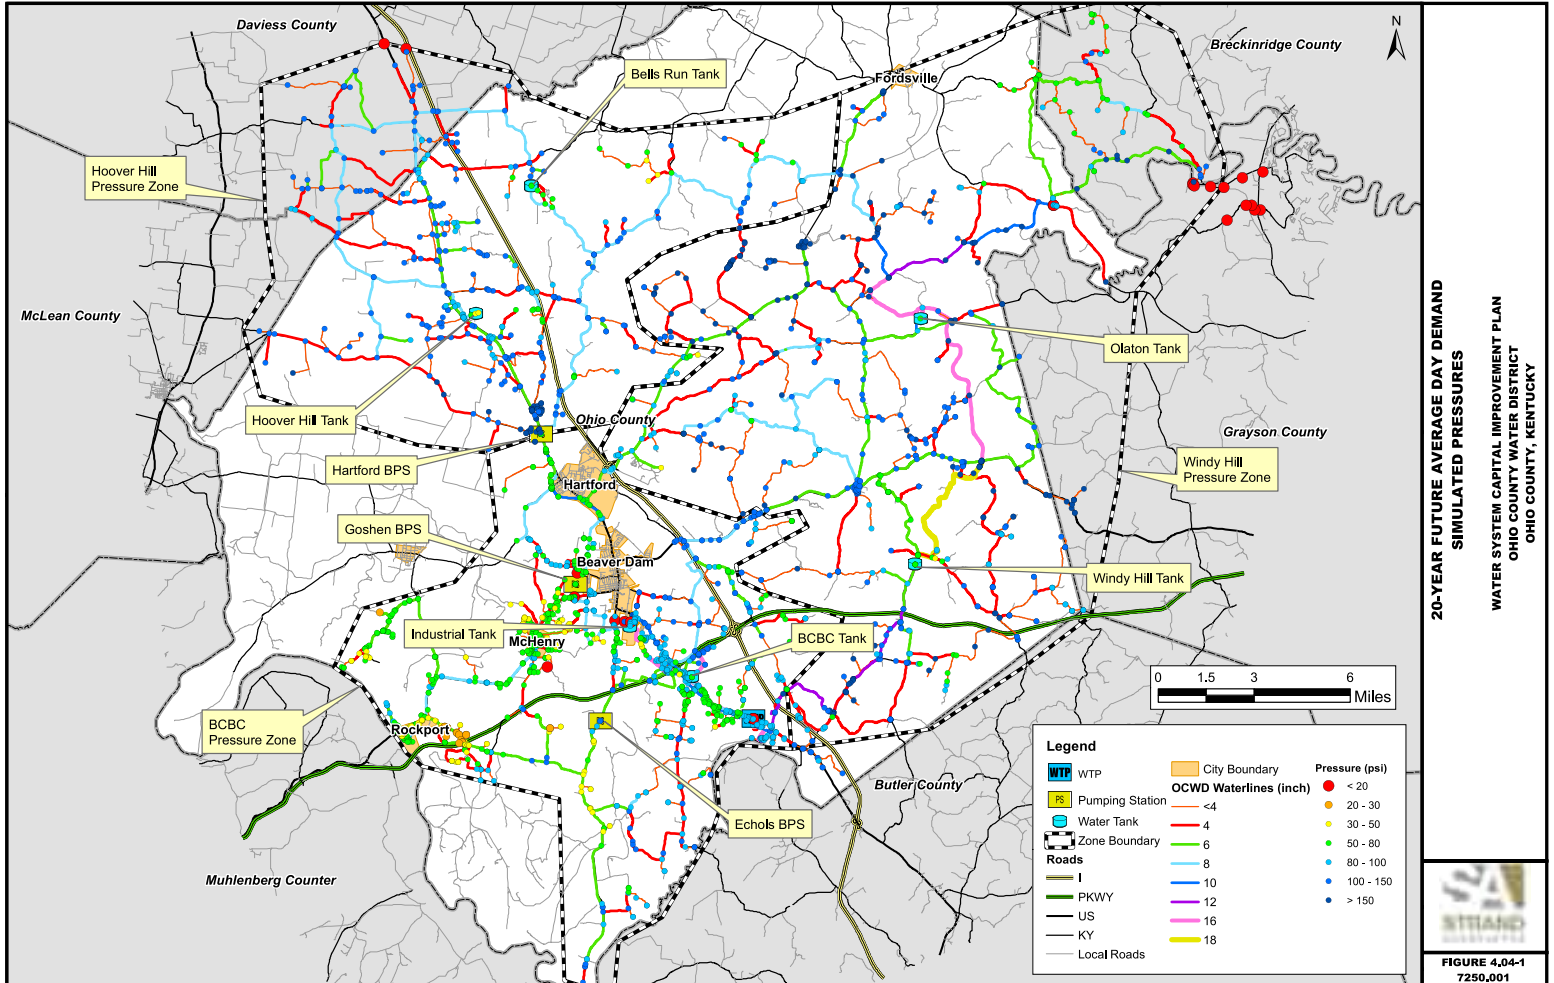 Daviess County
Breckinridge County
N
Bells Run Tank
Fordsville
Hoover Hill
Pressure Zone
McLean County
Olaton Tank
Hoover Hill Tank
Ohio County
Grayson County
Hartford BPS
Windy Hill
Pressure Zone
Hartford
Goshen BPS
Beaver Dam
Windy Hill Tank
Industrial Tank
McHenry
BCBC Tank
0 1.5 3 6
Miles
BCBC
Pressure Zone
Rockport
Butler County
Echols BPS
Muhlenberg Counter
Legend
WTP WTP
PS Pumping Station
Water Tank
Zone Boundary
Roads
I
PKWY
US
KY
Local Roads
City Boundary
OCWD Waterlines (inch)
<4
4
6
8
10
12
16
18
Pressure (psi)
< 20
20 - 30
30 - 50
50 - 80
80 - 100
100 - 150
> 150
20-YEAR FUTURE AVERAGE DAY DEMAND
SIMULATED PRESSURES
WATER SYSTEM CAPITAL IMPROVEMENT PLAN
OHIO COUNTY WATER DISTRICT
OHIO COUNTY, KENTUCKY
STRAND
FIGURE 4.04-1
7250.001